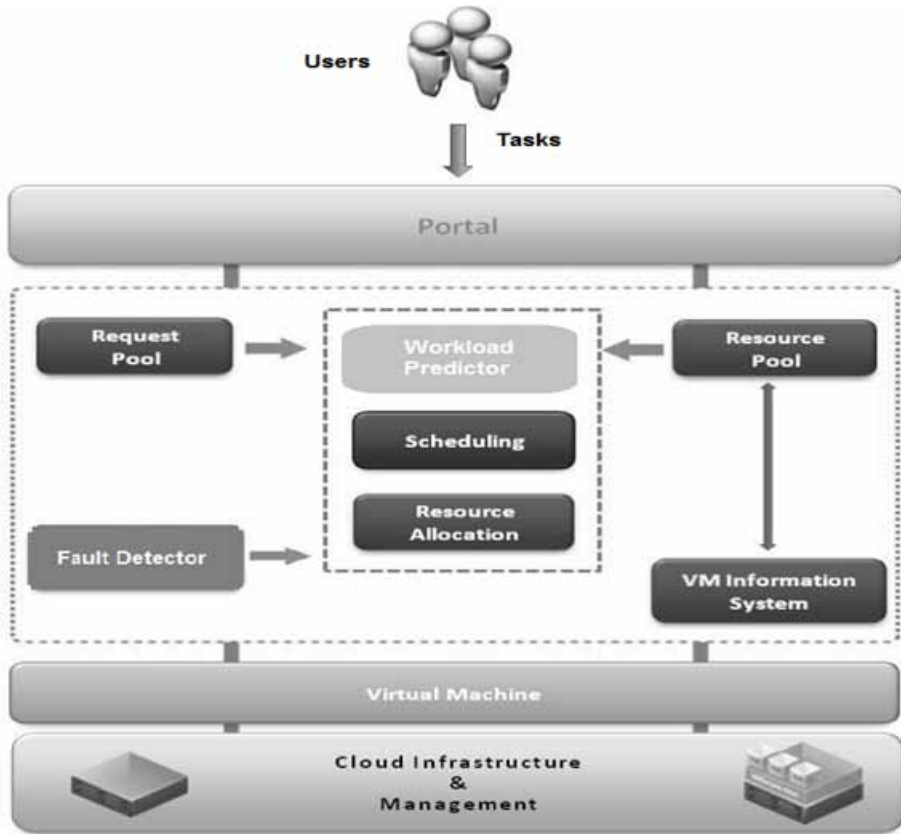 Users
Tasks
Portal
Request
Pool
Workload
Predictor
Resource
Pool
Scheduling
Resource
Allocation
Fault Detector
VM Information
System
Virtual Machine
Cloud Infrastructure
&
Management